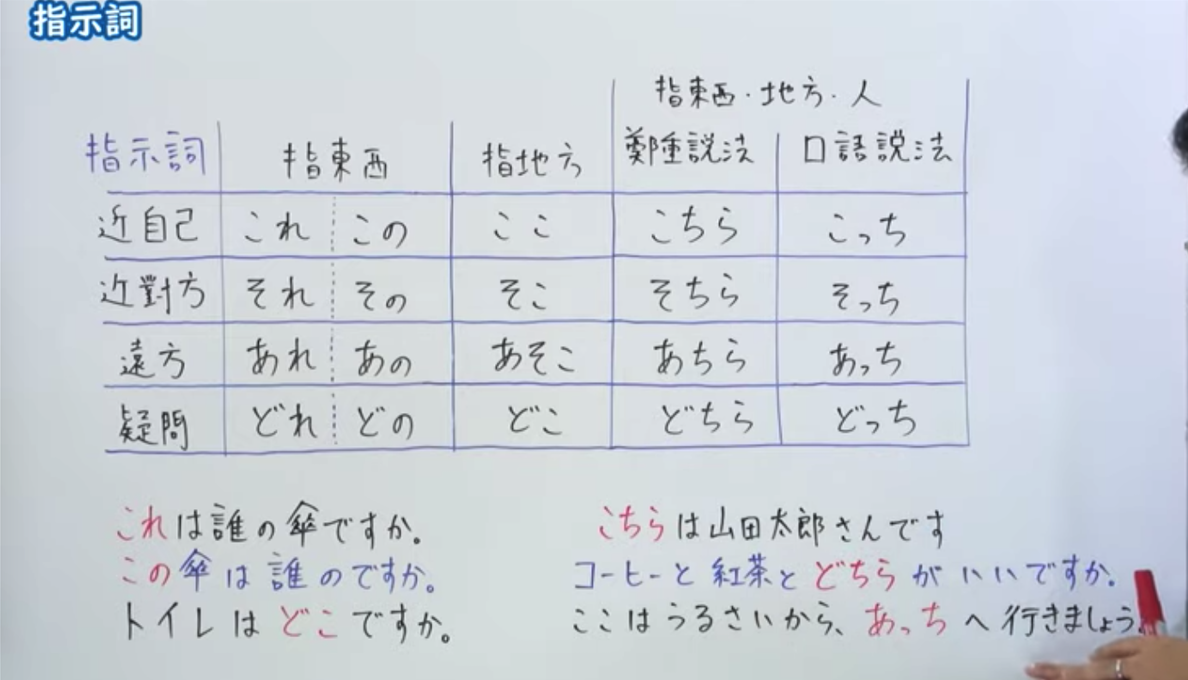 指示詞
指東西·地方·人
指示詞 指東西 指地方 鄭重説法 口語説法
近自己 これ この ここ こちら こっち
近對方 それ その そこ そちら そっち
遠方 あれ あの あそこ あちら あっち
疑問 どれ どの どこ どちら どっち
これは誰の傘ですか。
この傘は誰のですか。
トイレはどこですか。
こちらは山田太郎さんです
コーヒーと紅茶とどちらがいいですか.
ここはうるさいから、あっちへ行きましょう